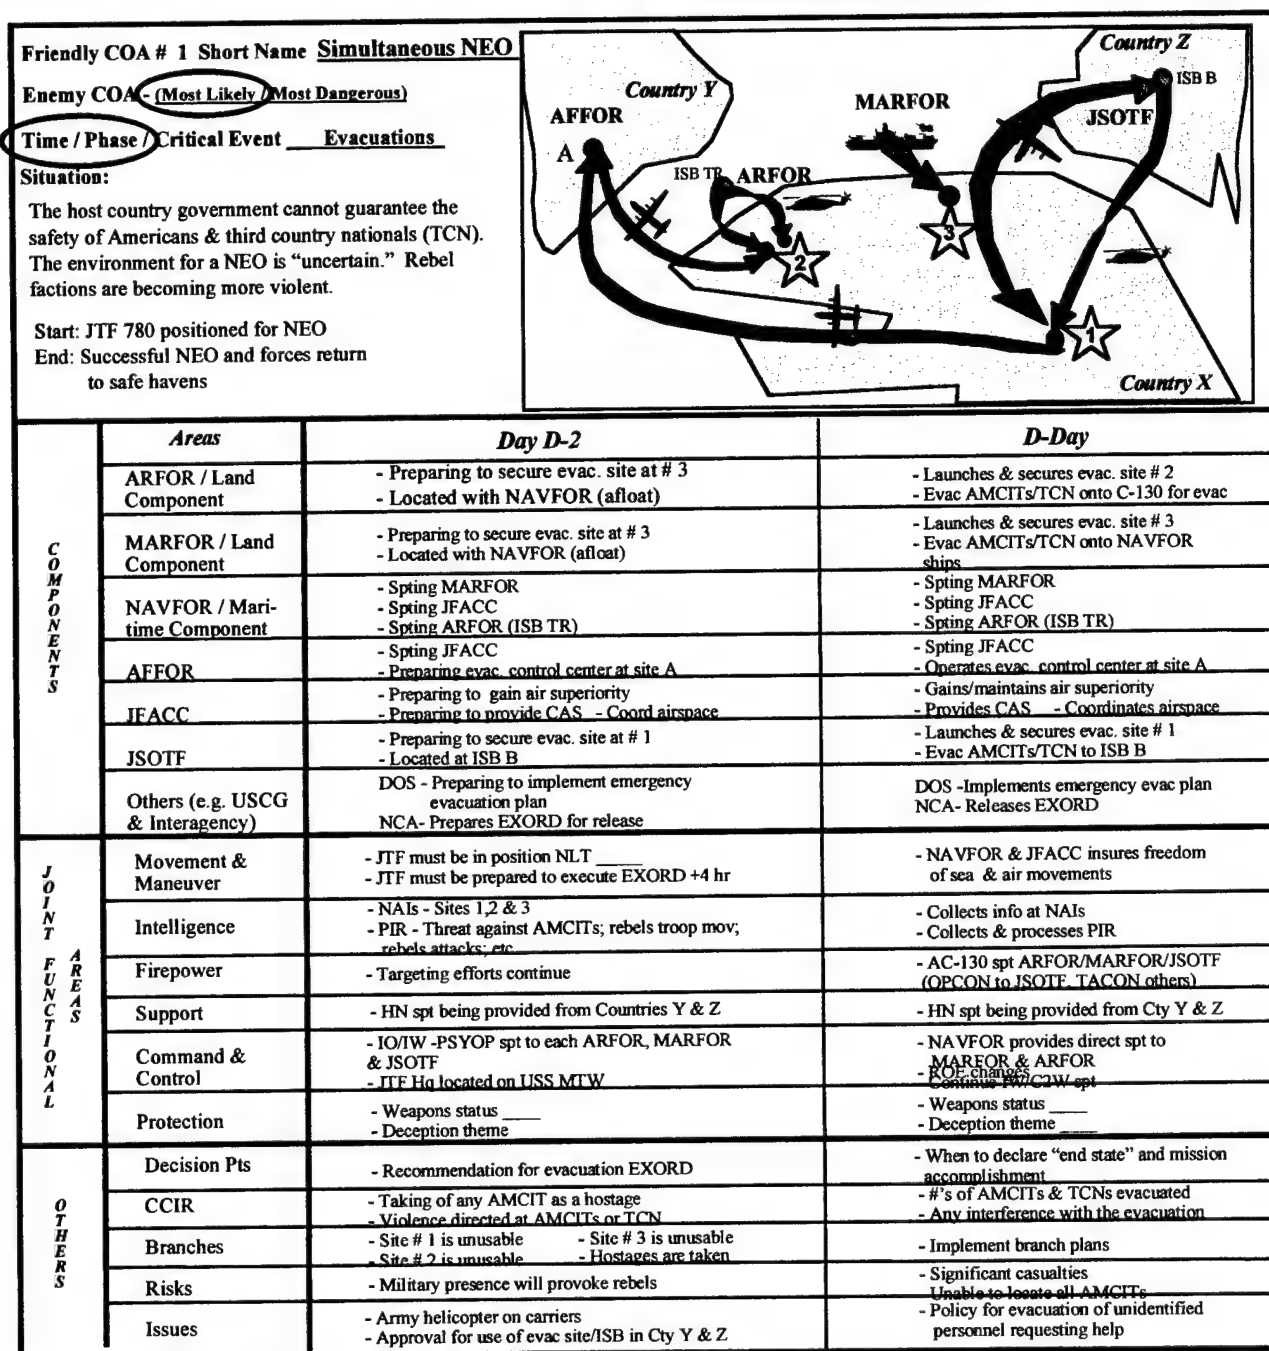 Friendly COA # 1 Short Name Simultaneous NEO
Enemy COA - (Most Likely / Most Dangerous)
Time / Phase / Critical Event Evacuations
Situation:
The host country government cannot guarantee the
safety of Americans & third country nationals (TCN).
The environment for a NEO is “uncertain.” Rebel
factions are becoming more violent.
Start: JTF 780 positioned for NEO
End: Successful NEO and forces return
to safe havens
Country Z
ISB B
Country Y
MARFOR
AFFOR
JSOTF
A
ISB TR
ARFOR
3
2
1
Country X
Areas
Day D-2
D-Day
COMPONENTS
ARFOR / Land
Component
- Preparing to secure evac. site at # 3
- Located with NAVFOR (afloat)
- Launches & secures evac. site # 2
- Evac AMCITs/TCN onto C-130 for evac
MARFOR / Land
Component
- Preparing to secure evac. site at # 3
- Located with NAVFOR (afloat)
- Launches & secures evac. site # 3
- Evac AMCITs/TCN onto NAVFOR
ships
NAVFOR / Mari-
time Component
- Spting MARFOR
- Spting JFACC
- Spting ARFOR (ISB TR)
- Spting MARFOR
- Spting JFACC
- Spting ARFOR (ISB TR)
AFFOR
- Spting JFACC
- Preparing evac. control center at site A
- Spting JFACC
- Operates evac. control center at site A
JFACC
- Preparing to gain air superiority
- Preparing to provide CAS - Coord airspace
- Gains/maintains air superiority
- Provides CAS - Coordinates airspace
JSOTF
- Preparing to secure evac. site at # 1
- Located at ISB B
- Launches & secures evac. site # 1
- Evac AMCITs/TCN to ISB B
Others (e.g. USCG
& Interagency)
DOS - Preparing to implement emergency
evacuation plan
NCA- Prepares EXORD for release
DOS -Implements emergency evac plan
NCA- Releases EXORD
JOINT FUNCTIONAL
AREAS
Movement &
Maneuver
- JTF must be in position NLT ____
- JTF must be prepared to execute EXORD +4 hr
- NAVFOR & JFACC insures freedom
of sea & air movements
Intelligence
- NAIs - Sites 1,2 & 3
- PIR - Threat against AMCITs; rebels troop mov;
rebels attacks; etc
- Collects info at NAIs
- Collects & processes PIR
Firepower
- Targeting efforts continue
- AC-130 spt ARFOR/MARFOR/JSOTF
(OPCON to JSOTF, TACON others)
Support
- HN spt being provided from Countries Y & Z
- HN spt being provided from Cty Y & Z
Command &
Control
- IO/IW -PSYOP spt to each ARFOR, MARFOR
& JSOTF
- JTF Hq located on USS MTW
- NAVFOR provides direct spt to
MARFOR & ARFOR
- ROE changes
Continue IW/C2W spt
Protection
- Weapons status ____
- Deception theme
- Weapons status ____
- Deception theme ____
OTHERS
Decision Pts
- Recommendation for evacuation EXORD
- When to declare “end state” and mission
accomplishment
CCIR
- Taking of any AMCIT as a hostage
- Violence directed at AMCITs or TCN
- #'s of AMCITs & TCNs evacuated
- Any interference with the evacuation
Branches
- Site # 1 is unusable - Site # 3 is unusable
- Site # 2 is unusable - Hostages are taken
- Implement branch plans
Risks
- Military presence will provoke rebels
- Significant casualties
- Unable to locate all AMCITs
Issues
- Army helicopter on carriers
- Approval for use of evac site/ISB in Cty Y & Z
- Policy for evacuation of unidentified
personnel requesting help